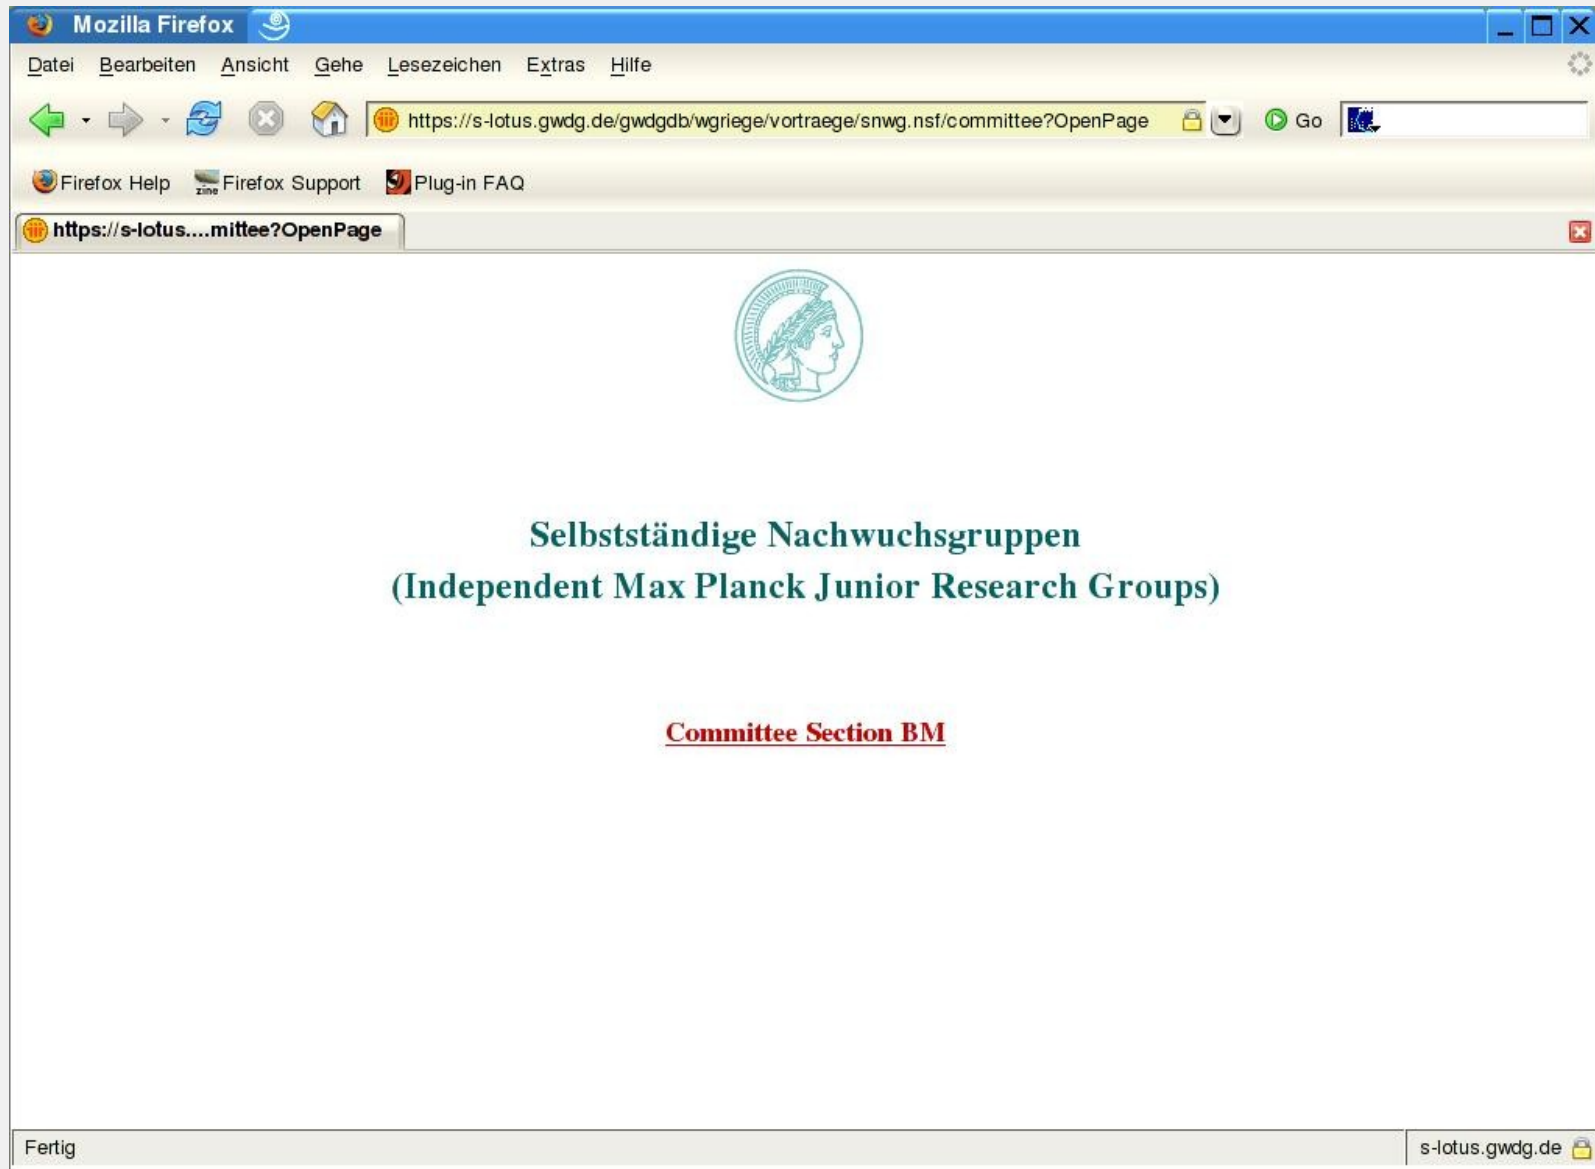 Mozilla Firefox
Datei Bearbeiten Ansicht Gehe Lesezeichen Extras Hilfe
https://s-lotus.gwdg.de/gwdgdb/wgriege/vortraege/snwg.nsf/committee?OpenPage Go
Firefox Help zine Firefox Support Plug-in FAQ
https://s-lotus....mittee?OpenPage
Selbstständige Nachwuchsgruppen
(Independent Max Planck Junior Research Groups)
Committee Section BM
Fertig s-lotus.gwdg.de